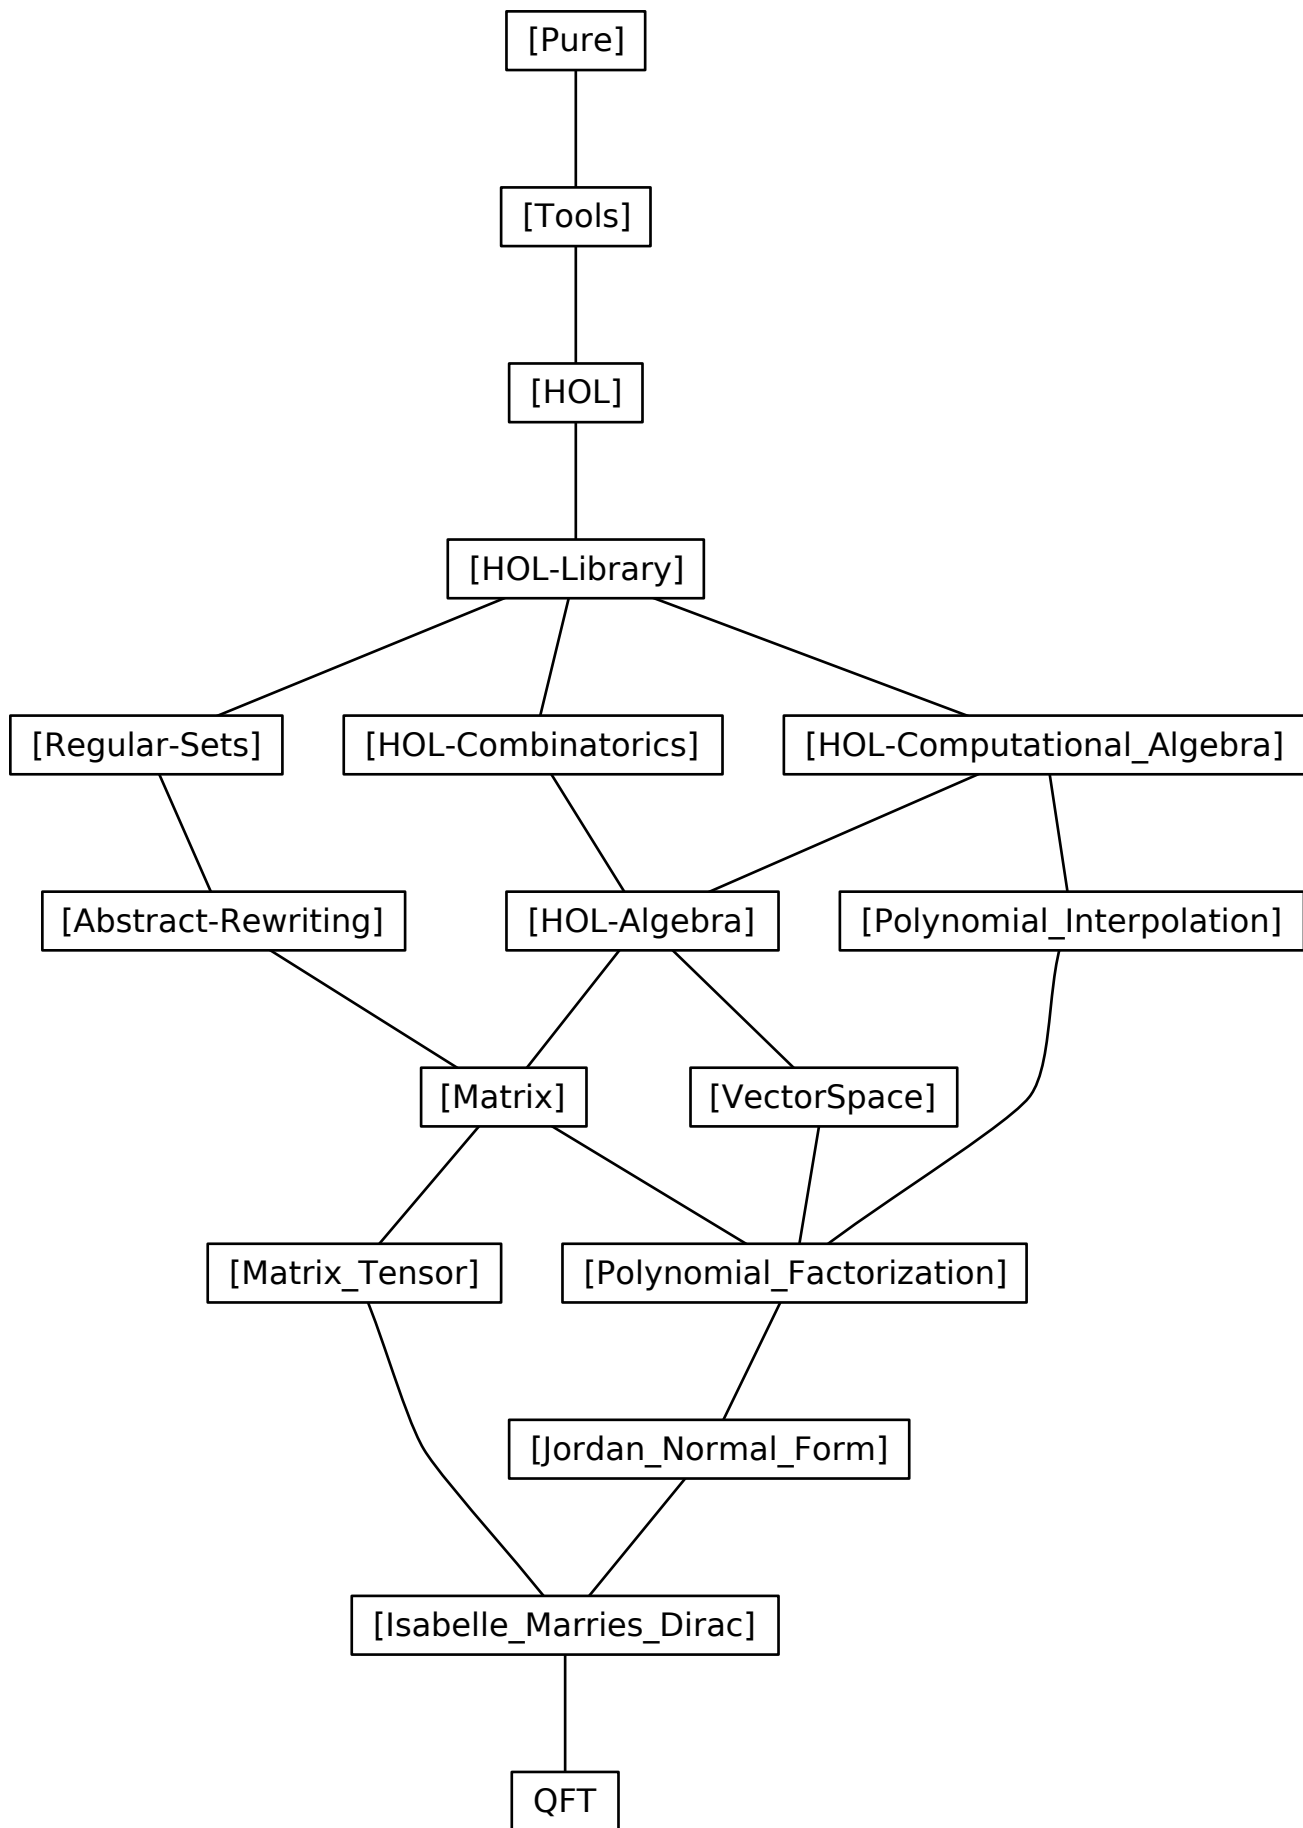 [Pure]
[Tools]
[HOL]
[HOL-Library]
[Regular-Sets]
[HOL-Combinatorics]
[HOL-Computational_Algebra]
[Abstract-Rewriting]
[HOL-Algebra]
[Polynomial_Interpolation]
[Matrix]
[VectorSpace]
[Matrix_Tensor]
[Polynomial_Factorization]
[Jordan_Normal_Form]
[Isabelle_Marries_Dirac]
QFT